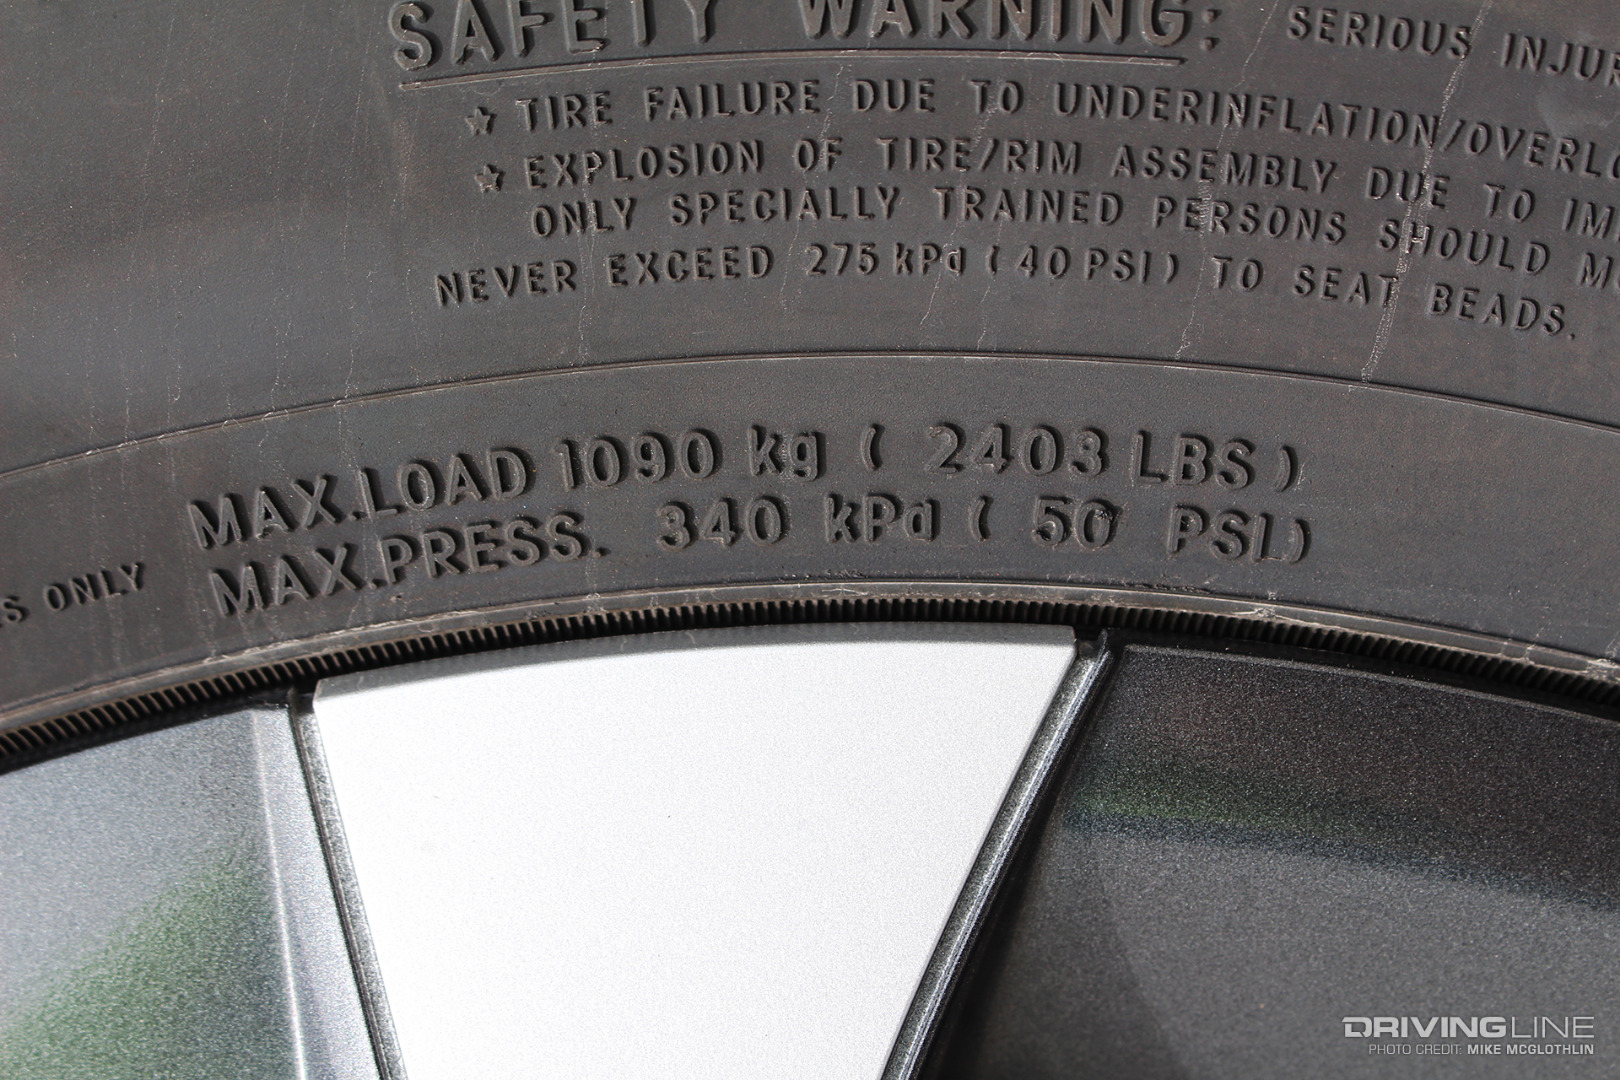 SAFETY WARNING: SERIOUS
☆ TIRE FAILURE DUE TO UNDERINFLATION/
☆ EXPLOSION OF TIRE/RIM ASSEMBLY DUE TO
ONLY SPECIALLY TRAINED PERSONS SHOULD
NEVER EXCEED 275 kPa (40 PSI) TO SEAT BEADS.
MAX.LOAD 1090 kg ( 2403 LBS )
MAX.PRESS. 340 kPa ( 50 PSI)
ONLY
DRIVINGLINE
PHOTO CREDIT: MIKE MCGLOTHLIN